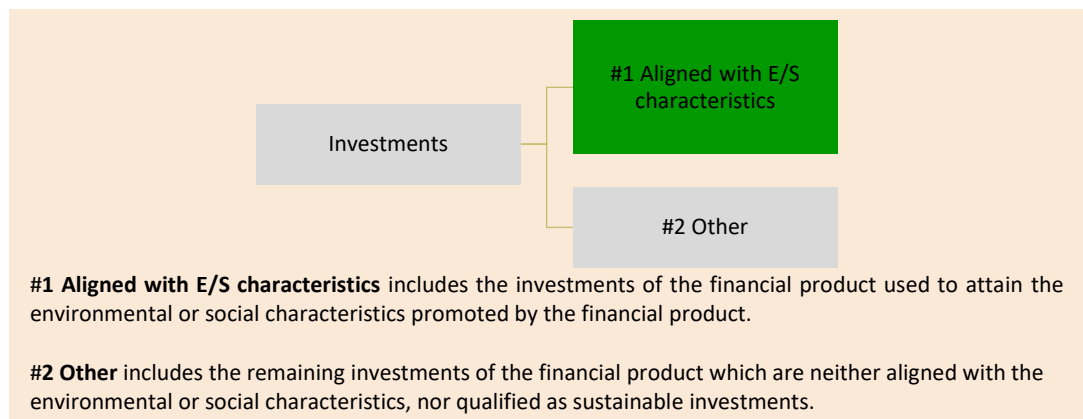 #1 Aligned with E/S
characteristics
Investments
#2 Other
#1 Aligned with E/S characteristics includes the investments of the financial product used to attain the
environmental or social characteristics promoted by the financial product.
#2 Other includes the remaining investments of the financial product which are neither aligned with the
environmental or social characteristics, nor qualified as sustainable investments.